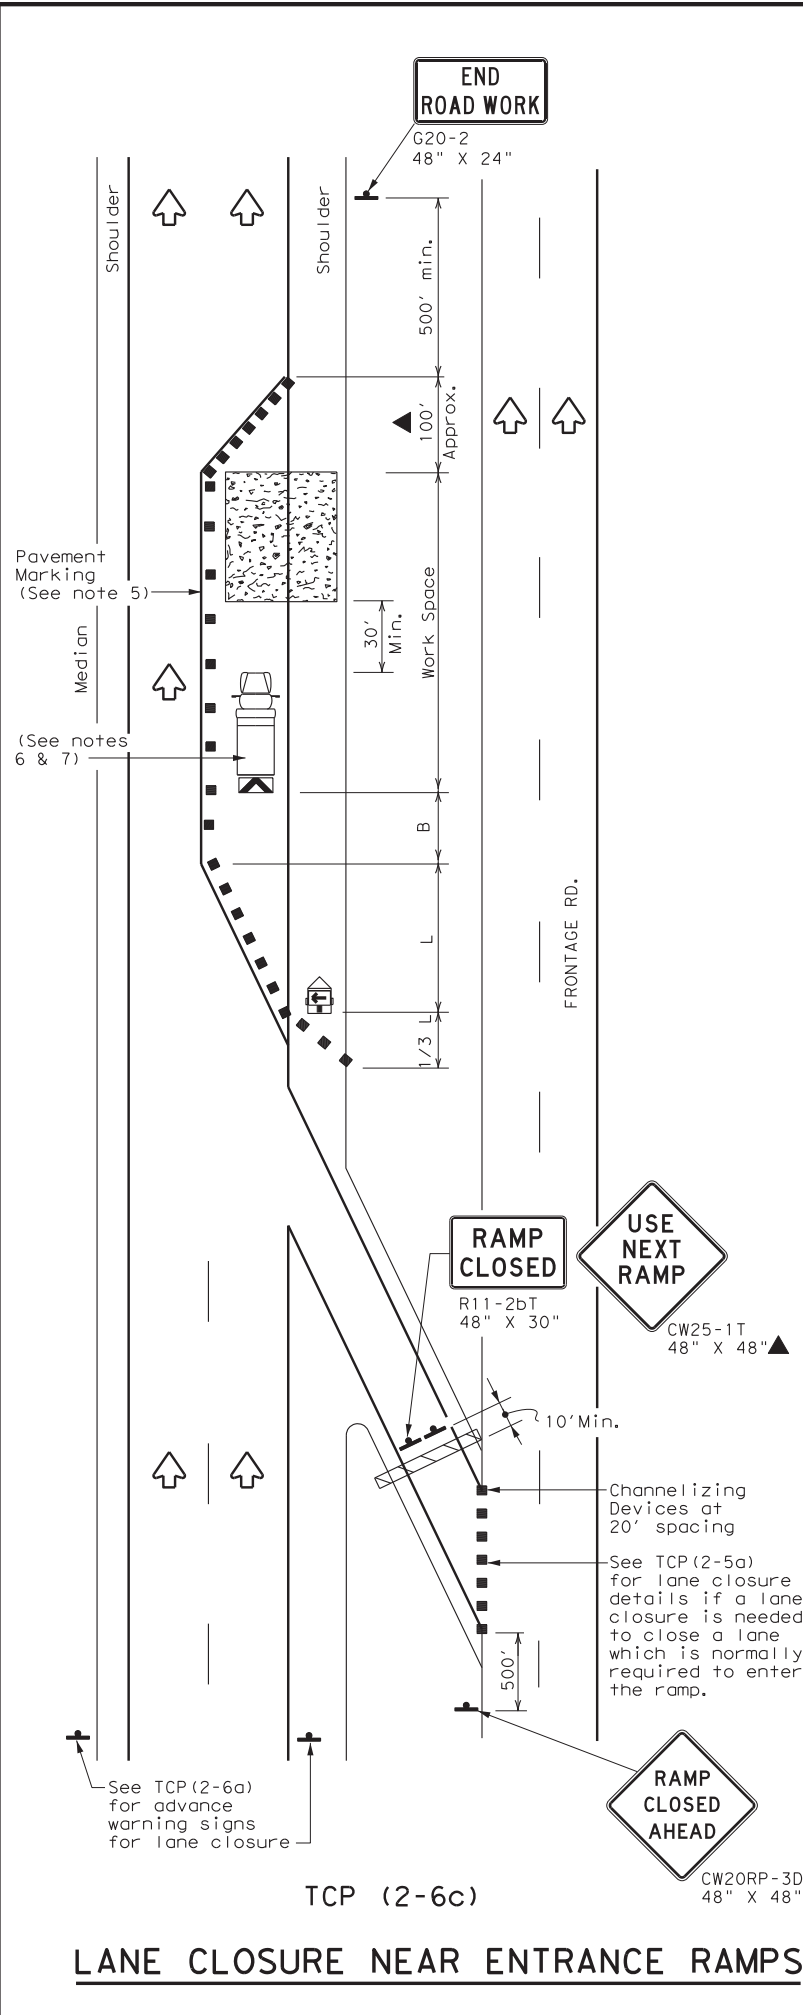 END
ROAD WORK
G20-2
48" X 24"
Shoulder
Shoulder
500' min.
100'
Approx.
Pavement
Marking
(See note 5)
30'
Min.
Work Space
Median
(See notes
6 & 7)
B
L
FRONTAGE RD.
1/3 L
RAMP
CLOSED
R11-2bT
48" X 30"
USE
NEXT
RAMP
CW25-1T
48" X 48"
10'Min.
Channelizing
Devices at
20' spacing
See TCP(2-5a)
for lane closure
details if a lane
closure is needed
to close a lane
which is normally
required to enter
the ramp.
500'
See TCP(2-6a)
for advance
warning signs
for lane closure
RAMP
CLOSED
AHEAD
CW20RP-3D
48" X 48"
TCP (2-6c)
LANE CLOSURE NEAR ENTRANCE RAMPS